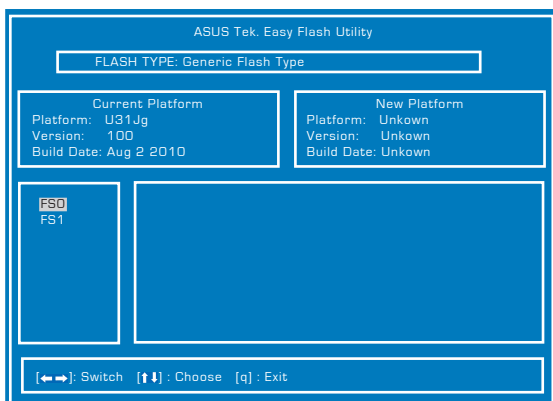 ASUS Tek. Easy Flash Utility
FLASH TYPE: Generic Flash Type
Current Platform
Platform: U31Jg
Version: 100
Build Date: Aug 2 2010
New Platform
Platform: Unkown
Version: Unkown
Build Date: Unkown
FS0
FS1
[←→]: Switch [↑↓] : Choose [q] : Exit